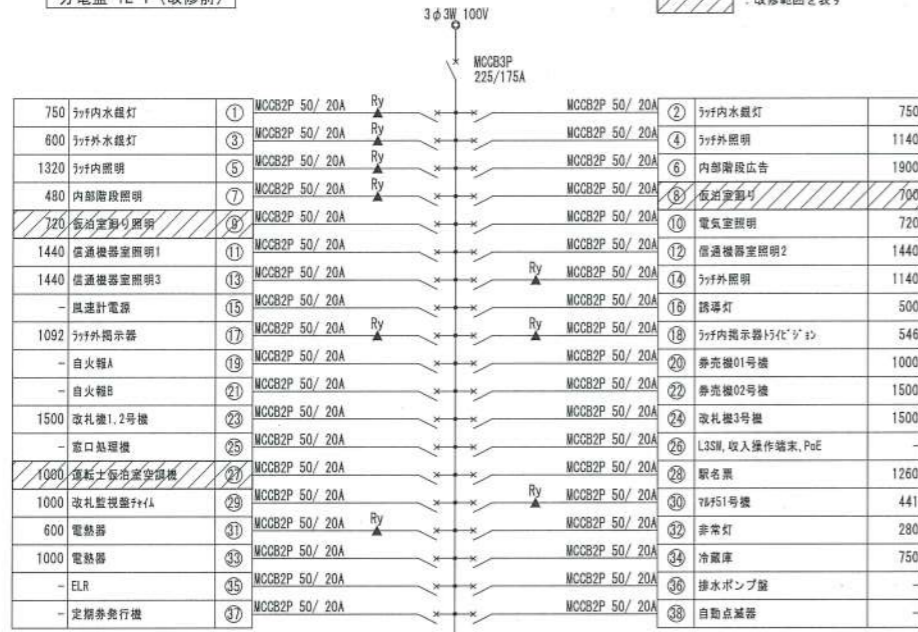 分電盤 1L-1（改修前）
：改修範囲を表す
3φ3W 100V
MCCB3P
225/175A
750 ラッチ内水銀灯 ① MCCB2P 50/ 20A Ry MCCB2P 50/ 20A ② ラッチ内水銀灯 750
600 ラッチ外水銀灯 ③ MCCB2P 50/ 20A Ry MCCB2P 50/ 20A ④ ラッチ外照明 1140
1320 ラッチ内照明 ⑤ MCCB2P 50/ 20A Ry MCCB2P 50/ 20A ⑥ 内部階段広告 1900
480 内部階段照明 ⑦ MCCB2P 50/ 20A Ry MCCB2P 50/ 20A ⑧ 仮泊室廻り 700
720 仮泊室廻り照明 ⑨ MCCB2P 50/ 20A MCCB2P 50/ 20A ⑩ 電気室照明 720
1440 信通機器室照明1 ⑪ MCCB2P 50/ 20A MCCB2P 50/ 20A ⑫ 信通機器室照明2 1440
1440 信通機器室照明3 ⑬ MCCB2P 50/ 20A Ry MCCB2P 50/ 20A ⑭ ラッチ外照明 1140
- 風速計電源 ⑮ MCCB2P 50/ 20A MCCB2P 50/ 20A ⑯ 誘導灯 500
1092 ラッチ外掲示器 ⑰ MCCB2P 50/ 20A Ry Ry MCCB2P 50/ 20A ⑱ ラッチ内掲示器トライビジョン 546
- 自火報A ⑲ MCCB2P 50/ 20A MCCB2P 50/ 20A ⑳ 券売機01号機 1000
- 自火報B ㉑ MCCB2P 50/ 20A MCCB2P 50/ 20A ㉒ 券売機02号機 1500
1500 改札機1,2号機 ㉓ MCCB2P 50/ 20A MCCB2P 50/ 20A ㉔ 改札機3号機 1500
- 窓口処理機 ㉕ MCCB2P 50/ 20A MCCB2P 50/ 20A ㉖ L3SW,収入操作端末,PoE -
1000 運転士仮泊室空調機 ㉗ MCCB2P 50/ 20A MCCB2P 50/ 20A ㉘ 駅名票 1260
1000 改札監視盤チャイム ㉙ MCCB2P 50/ 20A Ry MCCB2P 50/ 20A ㉚ マルチ51号機 441
600 電熱器 ㉛ MCCB2P 50/ 20A Ry MCCB2P 50/ 20A ㉜ 非常灯 280
1000 電熱器 ㉝ MCCB2P 50/ 20A MCCB2P 50/ 20A ㉞ 冷蔵庫 750
- ELR ㉟ MCCB2P 50/ 20A MCCB2P 50/ 20A ㊱ 排水ポンプ盤 -
- 定期券発行機 ㊲ MCCB2P 50/ 20A MCCB2P 50/ 20A ㊳ 自動点滅器 -